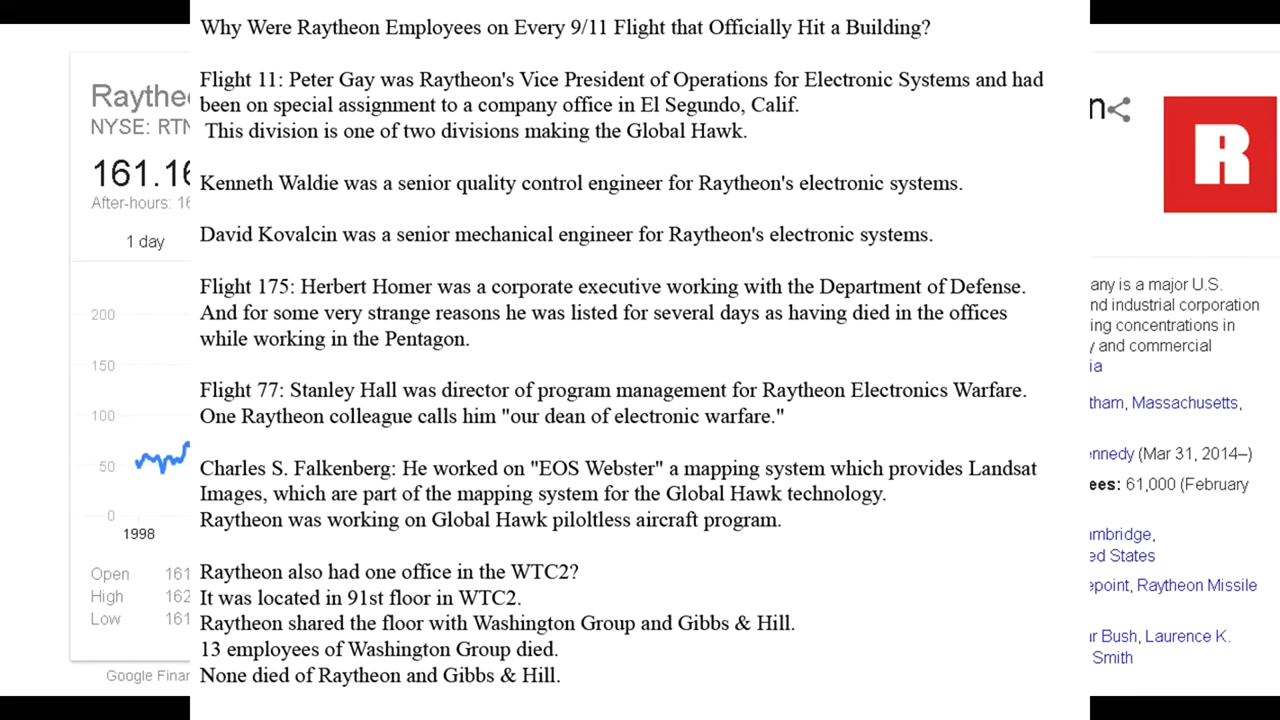 Why Were Raytheon Employees on Every 9/11 Flight that Officially Hit a Building?
Flight 11: Peter Gay was Raytheon's Vice President of Operations for Electronic Systems and had
been on special assignment to a company office in El Segundo, Calif.
This division is one of two divisions making the Global Hawk.
Kenneth Waldie was a senior quality control engineer for Raytheon's electronic systems.
David Kovalcin was a senior mechanical engineer for Raytheon's electronic systems.
Flight 175: Herbert Homer was a corporate executive working with the Department of Defense.
And for some very strange reasons he was listed for several days as having died in the offices
while working in the Pentagon.
Flight 77: Stanley Hall was director of program management for Raytheon Electronics Warfare.
One Raytheon colleague calls him "our dean of electronic warfare."
Charles S. Falkenberg: He worked on "EOS Webster" a mapping system which provides Landsat
Images, which are part of the mapping system for the Global Hawk technology.
Raytheon was working on Global Hawk piloltless aircraft program.
Raytheon also had one office in the WTC2?
It was located in 91st floor in WTC2.
Raytheon shared the floor with Washington Group and Gibbs & Hill.
13 employees of Washington Group died.
None died of Raytheon and Gibbs & Hill.
Raythe
NYSE: RTN
161.16
After-hours: 16
1 day
200
150
100
50
0
1998
Open 161
High 162
Low 161
Google Finan
n
R
any is a major U.S.
nd industrial corporation
ing concentrations in
y and commercial
ia
tham, Massachusetts,
ennedy (Mar 31, 2014–)
ees: 61,000 (February
ambridge,
ed States
epoint, Raytheon Missile
ar Bush, Laurence K.
Smith